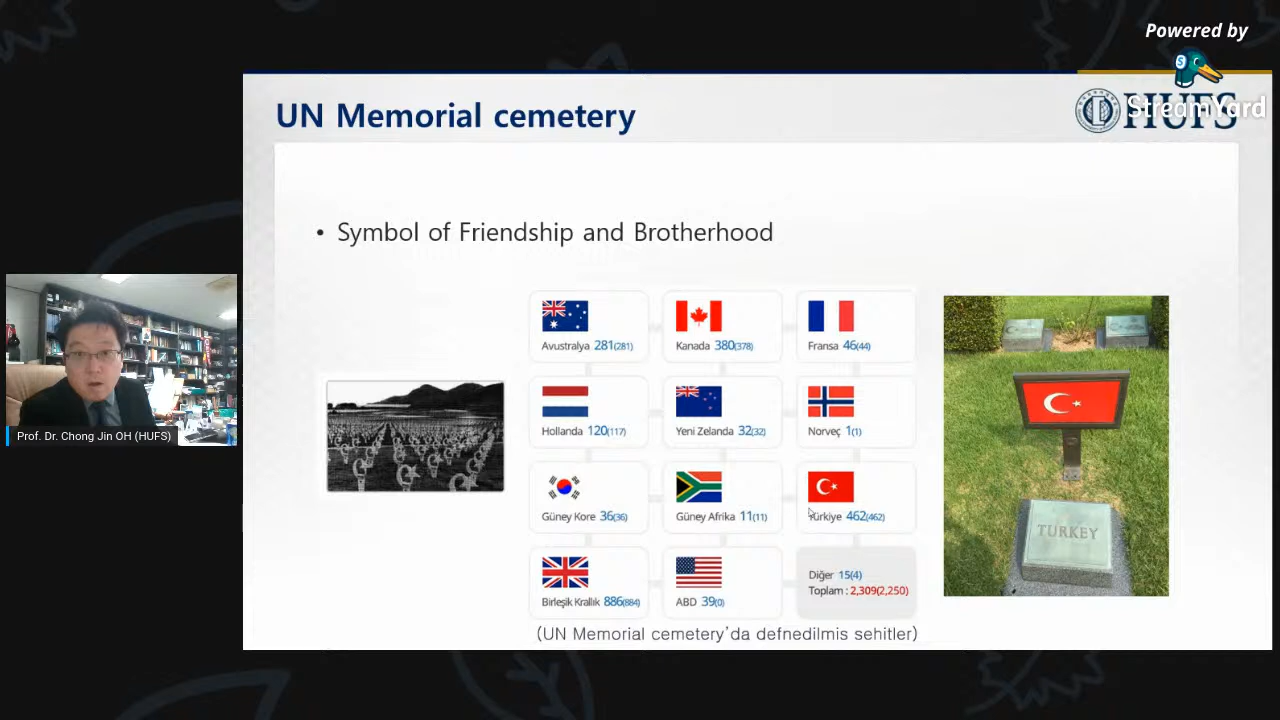 Powered by
StreamYard
HUFS
UN Memorial cemetery
• Symbol of Friendship and Brotherhood
Avustralya 281(281)
Kanada 380(378)
Fransa 46(44)
Hollanda 120(117)
Yeni Zelanda 32(32)
Norveç 1(1)
Güney Kore 36(36)
Güney Afrika 11(11)
Türkiye 462(462)
Birleşik Krallık 886(884)
ABD 39(0)
Diğer 15(4)
Toplam : 2,309(2,250)
TURKEY
(UN Memorial cemetery'da defnedilmis sehitler)
Prof. Dr. Chong Jin OH (HUFS)